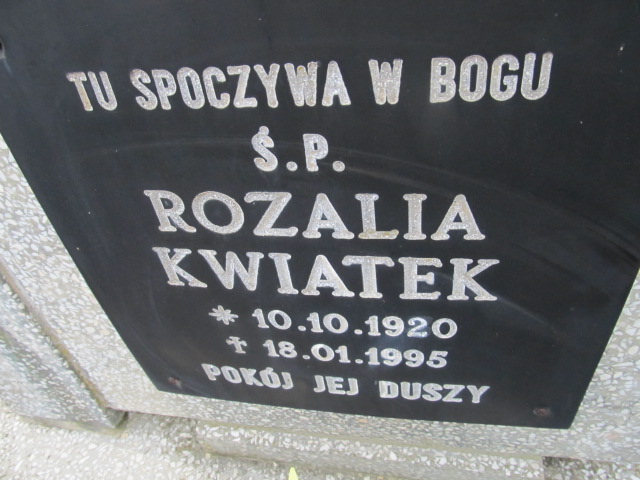 TU SPOCZYWA W BOGU
Ś.P.
ROZALIA
KWIATEK
* 10.10.1920
✝ 18.01.1995
POKÓJ JEJ DUSZY